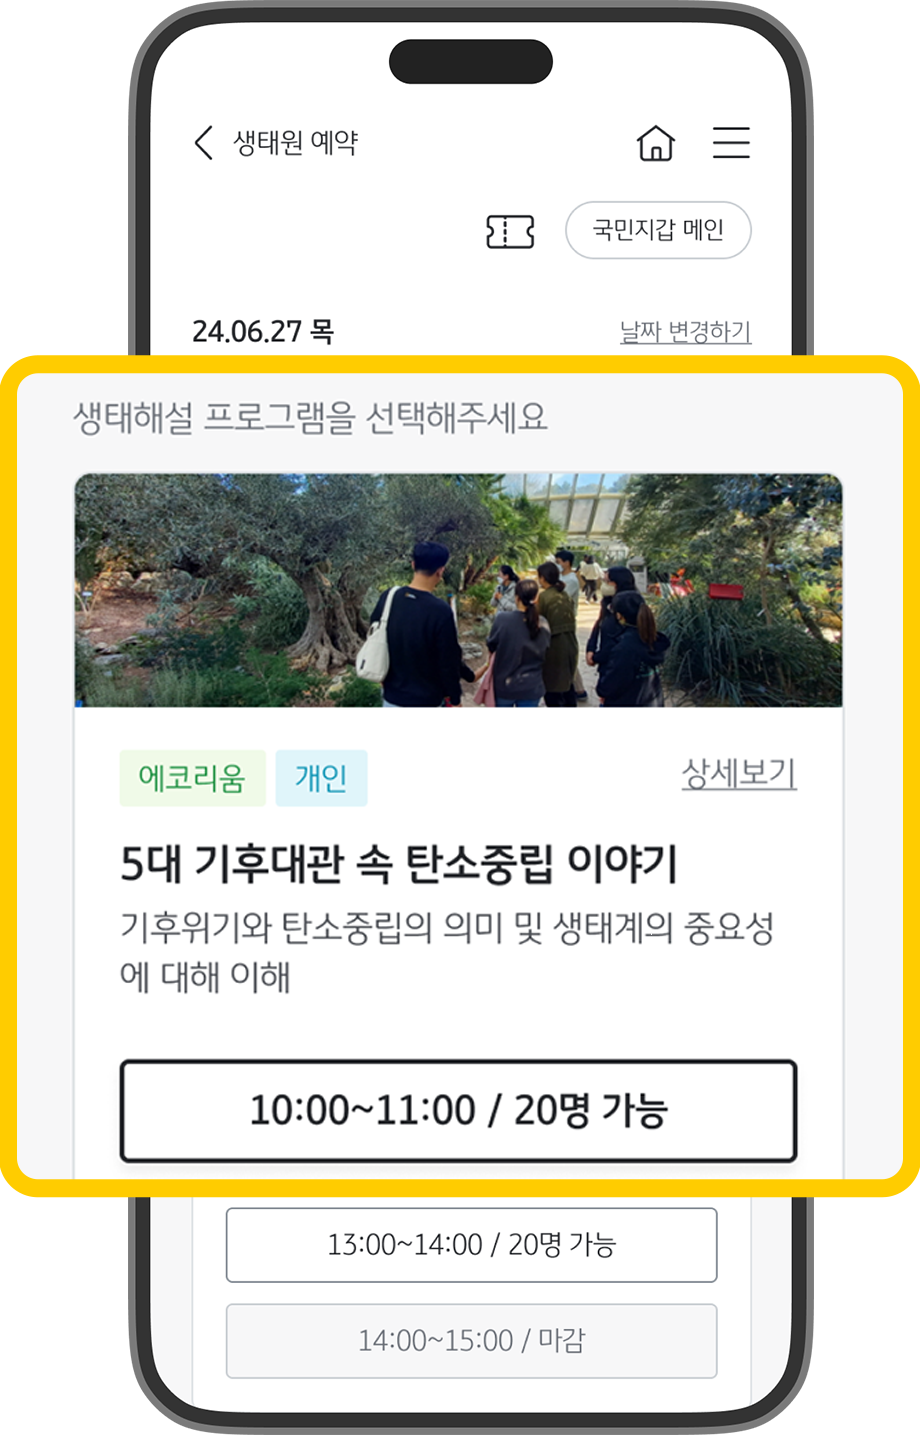 생태원 예약
국민지갑 메인
24.06.27 목
날짜 변경하기
생태해설 프로그램을 선택해주세요
에코리움
개인
상세보기
5대 기후대관 속 탄소중립 이야기
기후위기와 탄소중립의 의미 및 생태계의 중요성
에 대해 이해
10:00~11:00 / 20명 가능
13:00~14:00 / 20명 가능
14:00~15:00 / 마감